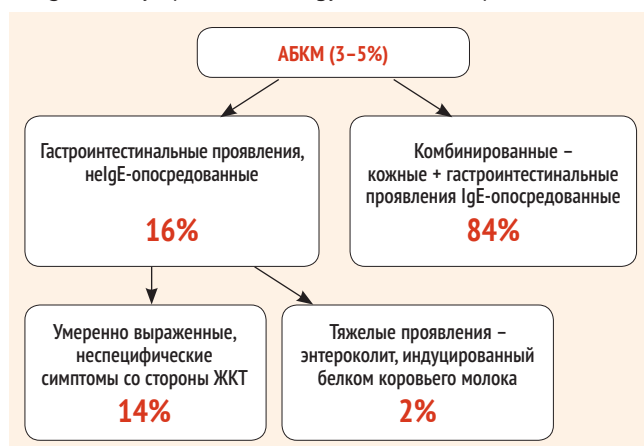 АБКМ (3–5%)
Гастроинтестинальные проявления,
неIgE-опосредованные
16%
Комбинированные –
кожные + гастроинтестинальные
проявления IgE-опосредованные
84%
Умеренно выраженные,
неспецифические
симптомы со стороны ЖКТ
14%
Тяжелые проявления –
энтероколит, индуцированный
белком коровьего молока
2%